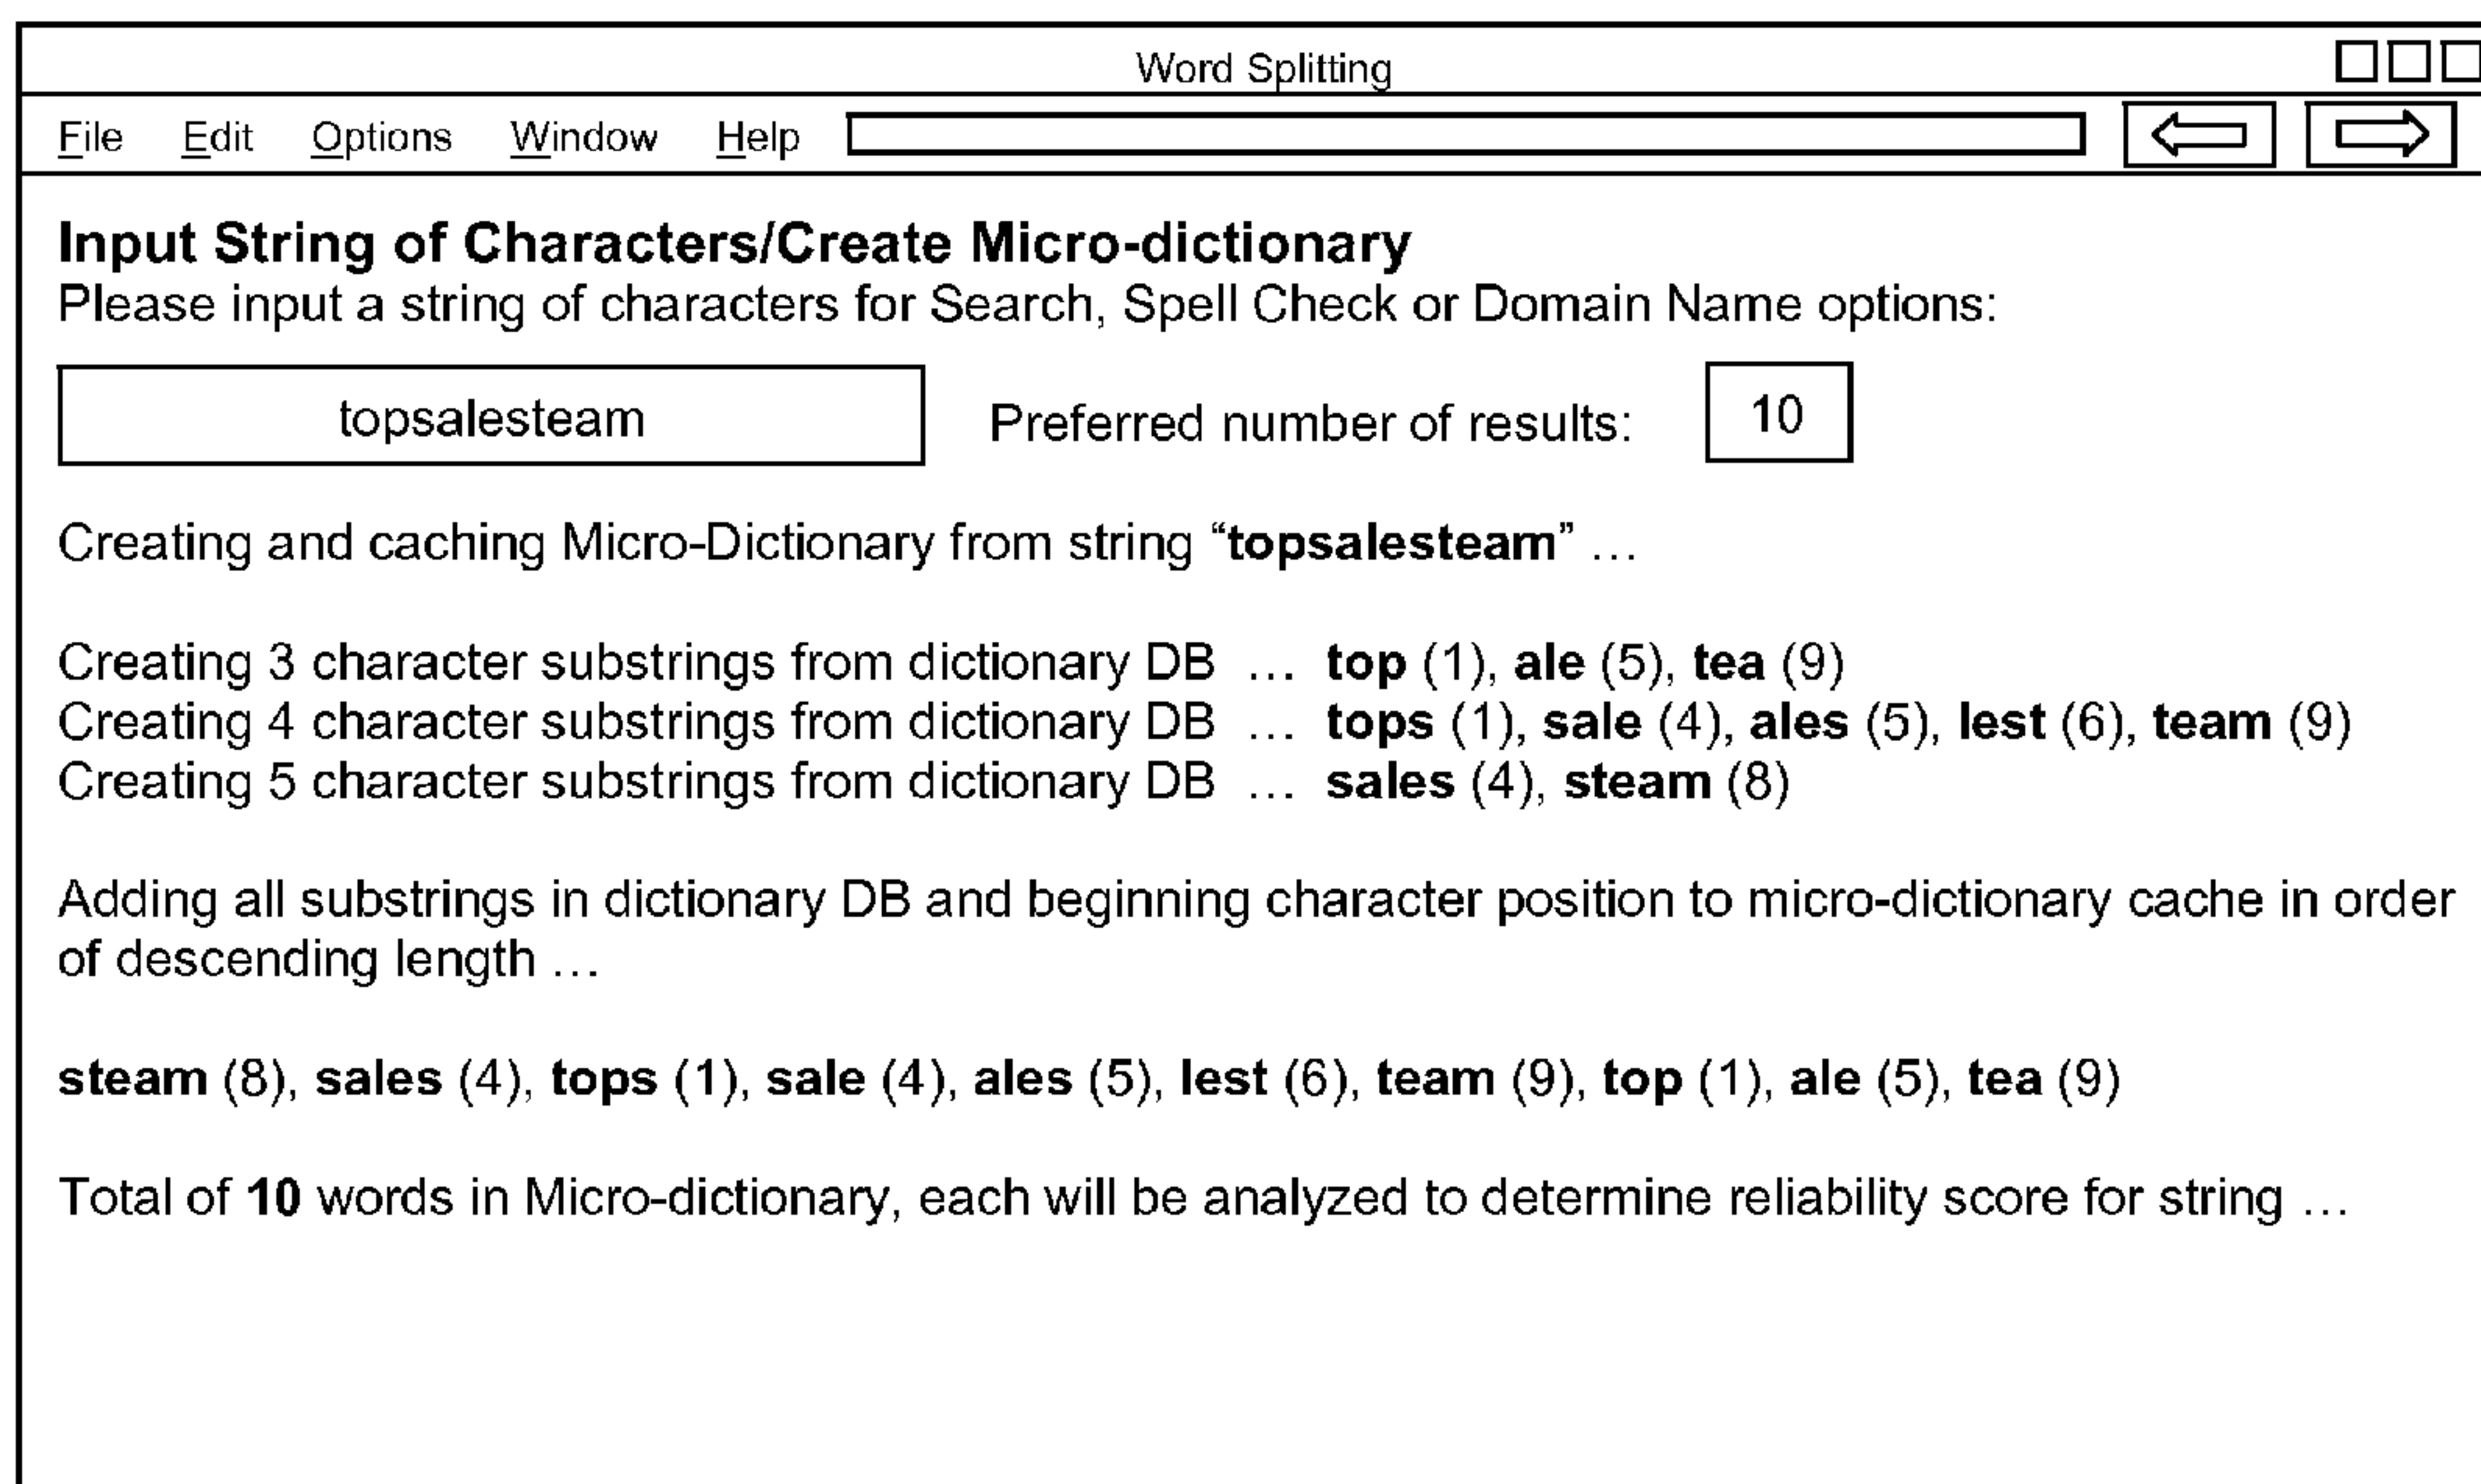 Word Splitting
File Edit Options Window Help
Input String of Characters/Create Micro-dictionary
Please input a string of characters for Search, Spell Check or Domain Name options:
topsalesteam Preferred number of results: 10
Creating and caching Micro-Dictionary from string “topsalesteam” …
Creating 3 character substrings from dictionary DB … top (1), ale (5), tea (9)
Creating 4 character substrings from dictionary DB … tops (1), sale (4), ales (5), lest (6), team (9)
Creating 5 character substrings from dictionary DB … sales (4), steam (8)
Adding all substrings in dictionary DB and beginning character position to micro-dictionary cache in order
of descending length …
steam (8), sales (4), tops (1), sale (4), ales (5), lest (6), team (9), top (1), ale (5), tea (9)
Total of 10 words in Micro-dictionary, each will be analyzed to determine reliability score for string …